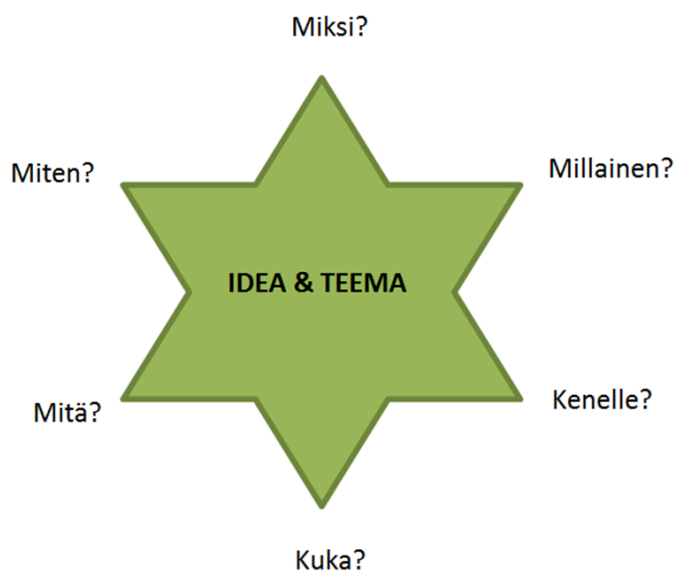 Miksi?
Miten?
Millainen?
IDEA & TEEMA
Mitä?
Kenelle?
Kuka?